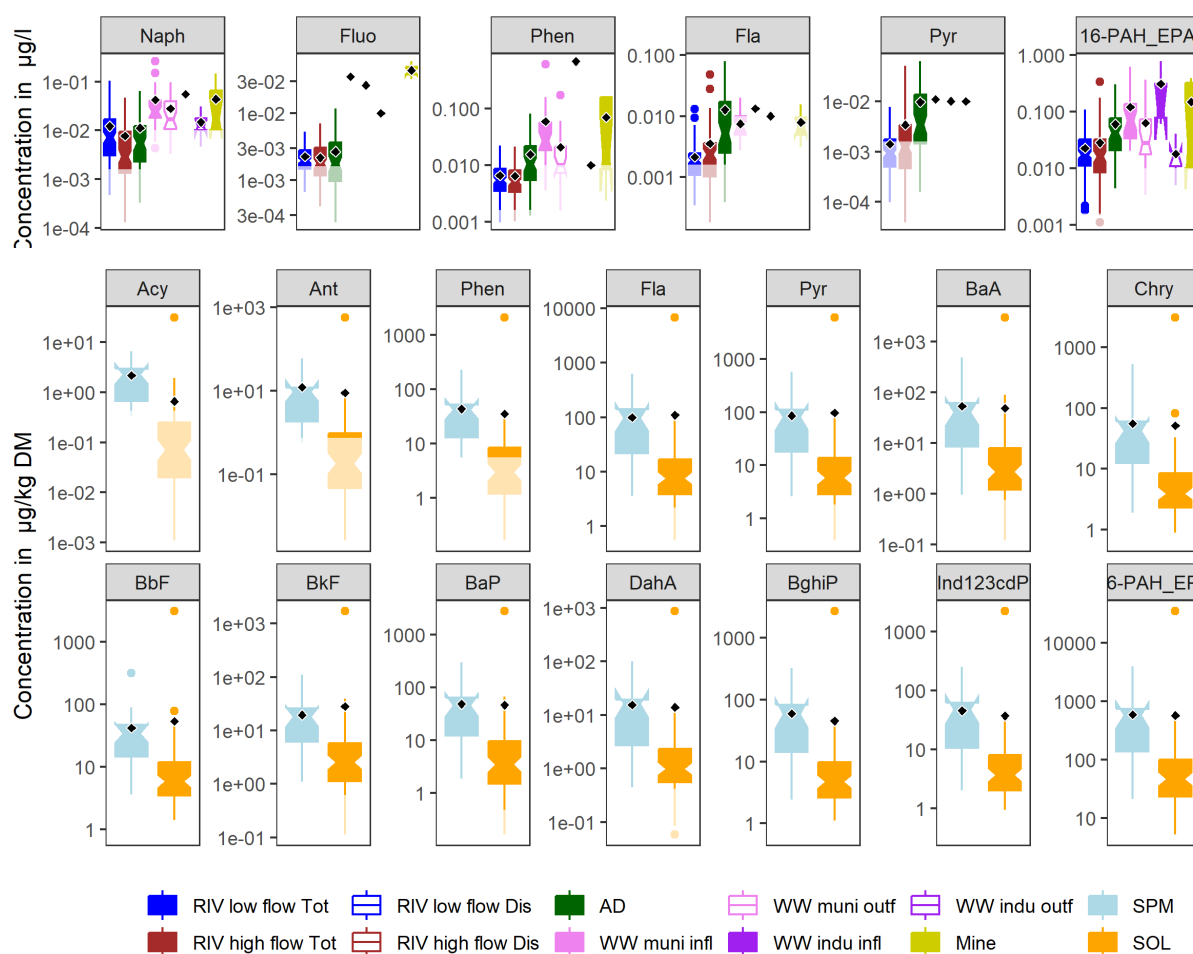 Naph Fluo Phen Fla Pyr 16-PAH_EPA
Concentration in µg/l
1e-01 1e-02 1e-03 1e-04
3e-02 1e-02 3e-03 1e-03 3e-04
0.100 0.010 0.001
0.100 0.010 0.001
1e-02 1e-03 1e-04
1.000 0.100 0.010 0.001
Concentration in µg/kg DM
Acy Ant Phen Fla Pyr BaA Chry
1e+01 1e+00 1e-01 1e-02 1e-03
1e+03 1e+01 1e-01
1000 100 10 1
10000 1000 100 10 1
1000 100 10 1
1e+03 1e+02 1e+01 1e+00 1e-01
1000 100 10 1
BbF BkF BaP DahA BghiP Ind123cdP 6-PAH_EP
1000 100 10 1
1e+03 1e+02 1e+01 1e+00 1e-01
1000 100 10 1
1e+03 1e+02 1e+01 1e+00 1e-01
1000 100 10 1
1000 100 10 1
10000 1000 100 10
RIV low flow Tot RIV low flow Dis AD WW muni outf WW indu outf SPM
RIV high flow Tot RIV high flow Dis WW muni infl WW indu infl Mine SOL